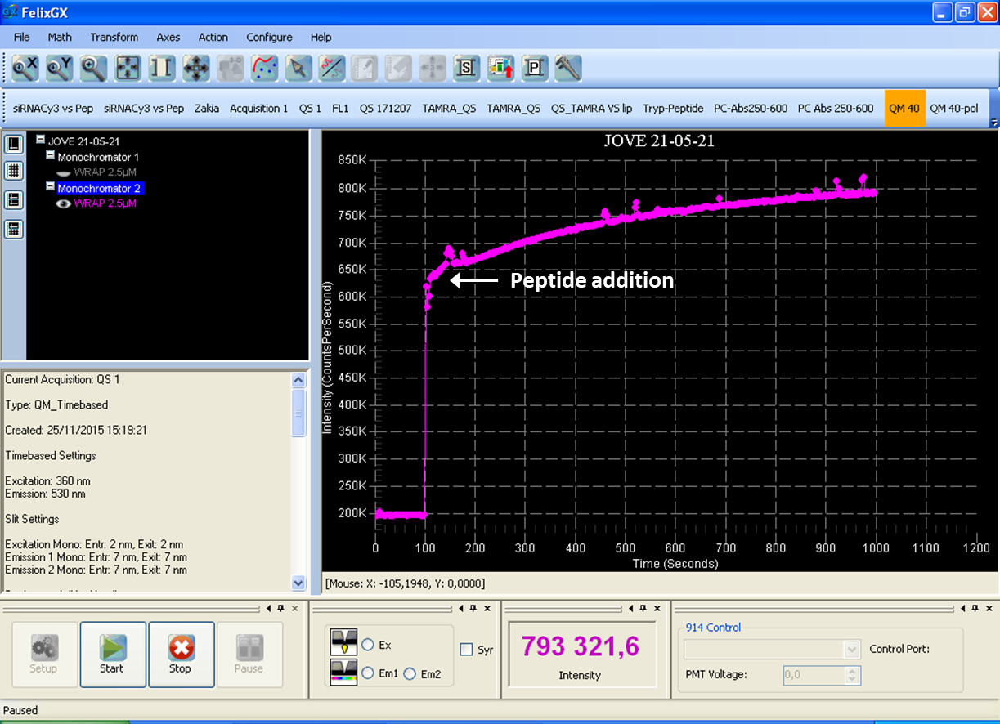 FelixGX
File Math Transform Axes Action Configure Help
siRNACy3 vs Pep siRNACy3 vs Pep Zakia Acquisition 1 QS 1 FL1 QS 171207 TAMRA_QS TAMRA_QS QS_TAMRA VS lip Tryp-Peptide PC-Abs250-600 PC Abs 250-600 QM 40 QM 40-pol
JOVE 21-05-21
Monochromator 1
WRAP 2.5µM
Monochromator 2
WRAP 2.5µM
Current Acquisition: QS 1
Type: QM_Timebased
Created: 25/11/2015 15:19:21
Timebased Settings
Excitation: 360 nm
Emission: 530 nm
Slit Settings
Excitation Mono: Entr: 2 nm, Exit: 2 nm
Emission 1 Mono: Entr: 7 nm, Exit: 7 nm
Emission 2 Mono: Entr: 7 nm, Exit: 7 nm
JOVE 21-05-21
850K
800K
750K
700K
650K
600K
550K
500K
450K
400K
350K
300K
250K
200K
Intensity (CountsPerSecond)
Peptide addition
0 100 200 300 400 500 600 700 800 900 1000 1100 1200
Time (Seconds)
[Mouse: X: -105,1948, Y: 0,0000]
Setup Start Stop Pause
Ex
Em1 Em2
Syr
793 321,6
Intensity
914 Control
Control Port:
PMT Voltage: 0,0
Paused